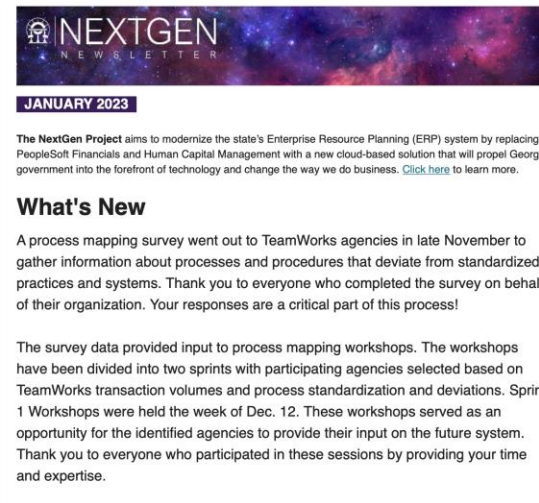 NEXTGEN
NEWSLETTER
JANUARY 2023
The NextGen Project aims to modernize the state's Enterprise Resource Planning (ERP) system by replacing
PeopleSoft Financials and Human Capital Management with a new cloud-based solution that will propel Georg
government into the forefront of technology and change the way we do business. Click here to learn more.
What's New
A process mapping survey went out to TeamWorks agencies in late November to
gather information about processes and procedures that deviate from standardized
practices and systems. Thank you to everyone who completed the survey on behal
of their organization. Your responses are a critical part of this process!
The survey data provided input to process mapping workshops. The workshops
have been divided into two sprints with participating agencies selected based on
TeamWorks transaction volumes and process standardization and deviations. Sprin
1 Workshops were held the week of Dec. 12. These workshops served as an
opportunity for the identified agencies to provide their input on the future system.
Thank you to everyone who participated in these sessions by providing your time
and expertise.